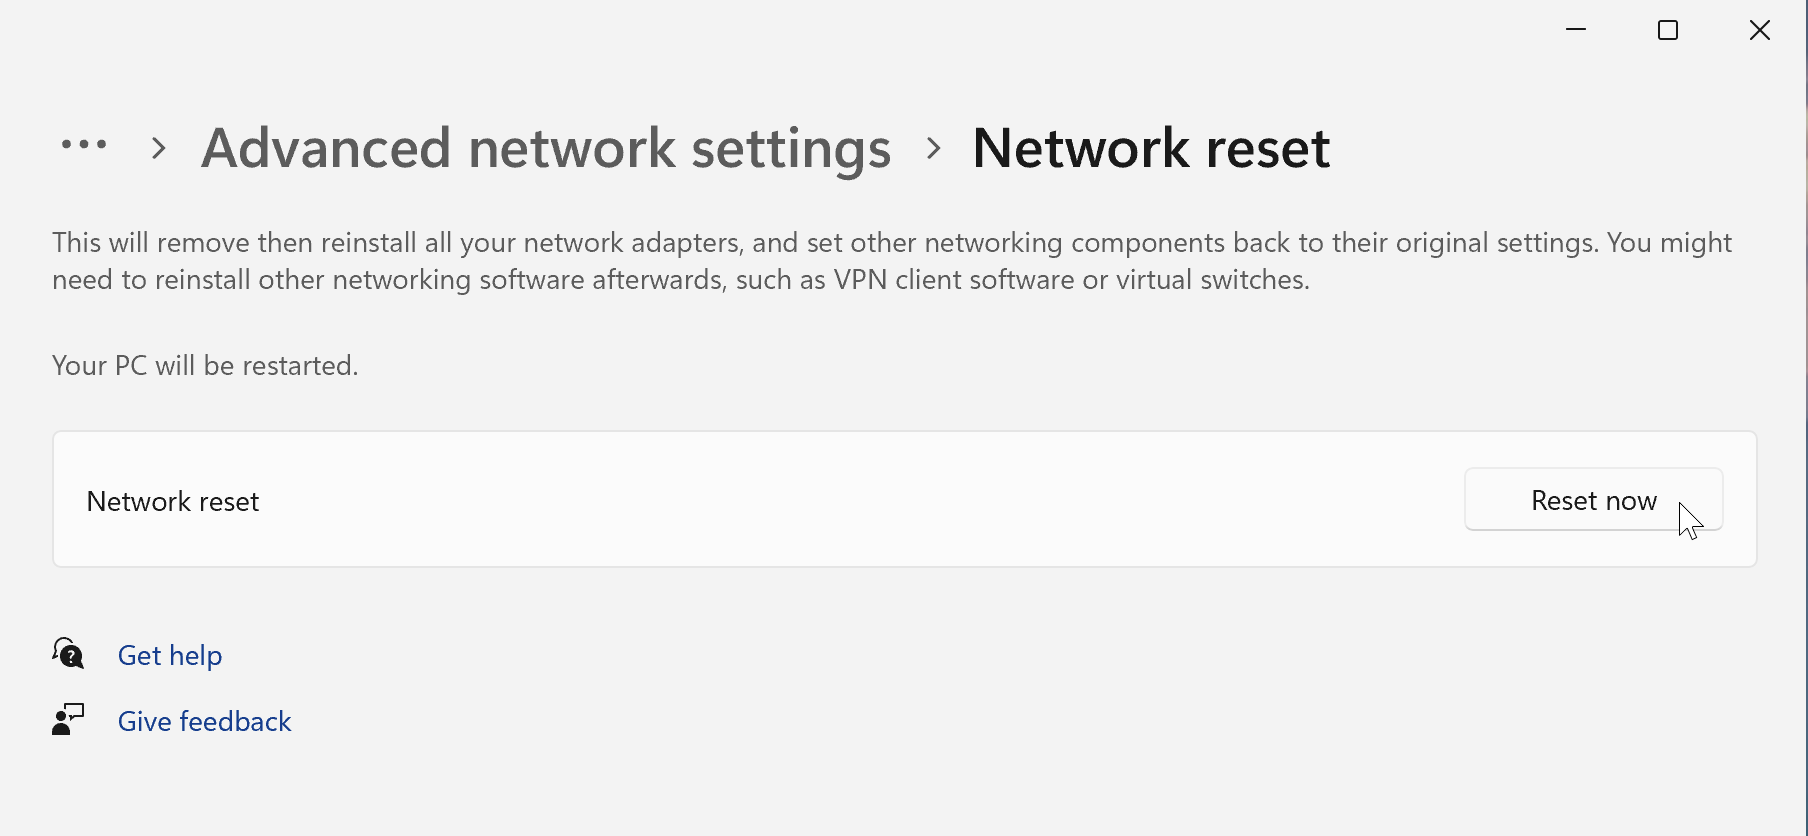 ... > Advanced network settings > Network reset
This will remove then reinstall all your network adapters, and set other networking components back to their original settings. You might
need to reinstall other networking software afterwards, such as VPN client software or virtual switches.
Your PC will be restarted.
Network reset Reset now
Get help
Give feedback